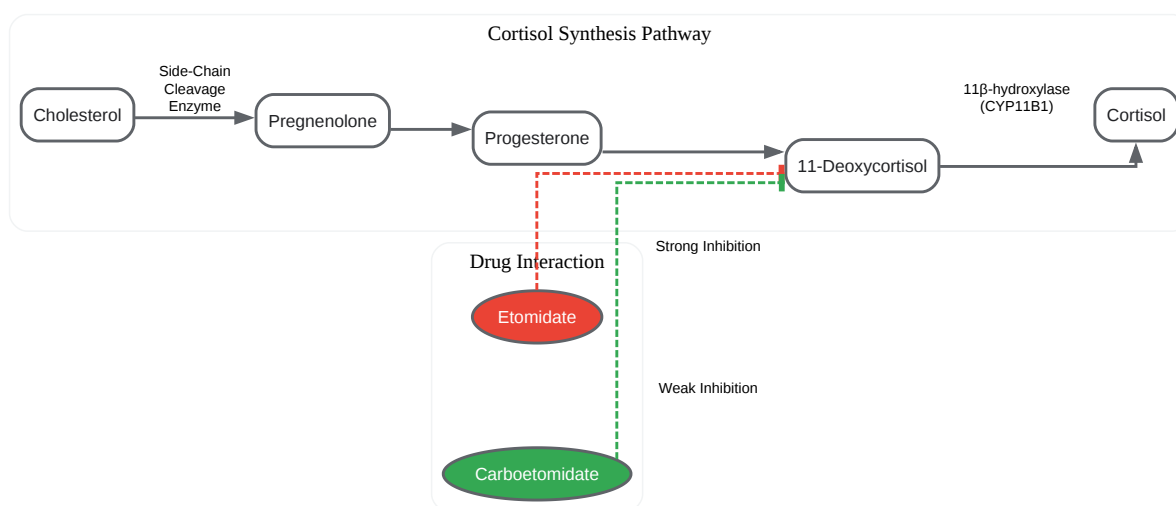 Cortisol Synthesis Pathway
Side-Chain
Cleavage
Enzyme
Cholesterol
Pregnenolone
Progesterone
11-Deoxycortisol
11β-hydroxylase
(CYP11B1)
Cortisol
Strong Inhibition
Drug Interaction
Etomidate
Weak Inhibition
Carboetomidate